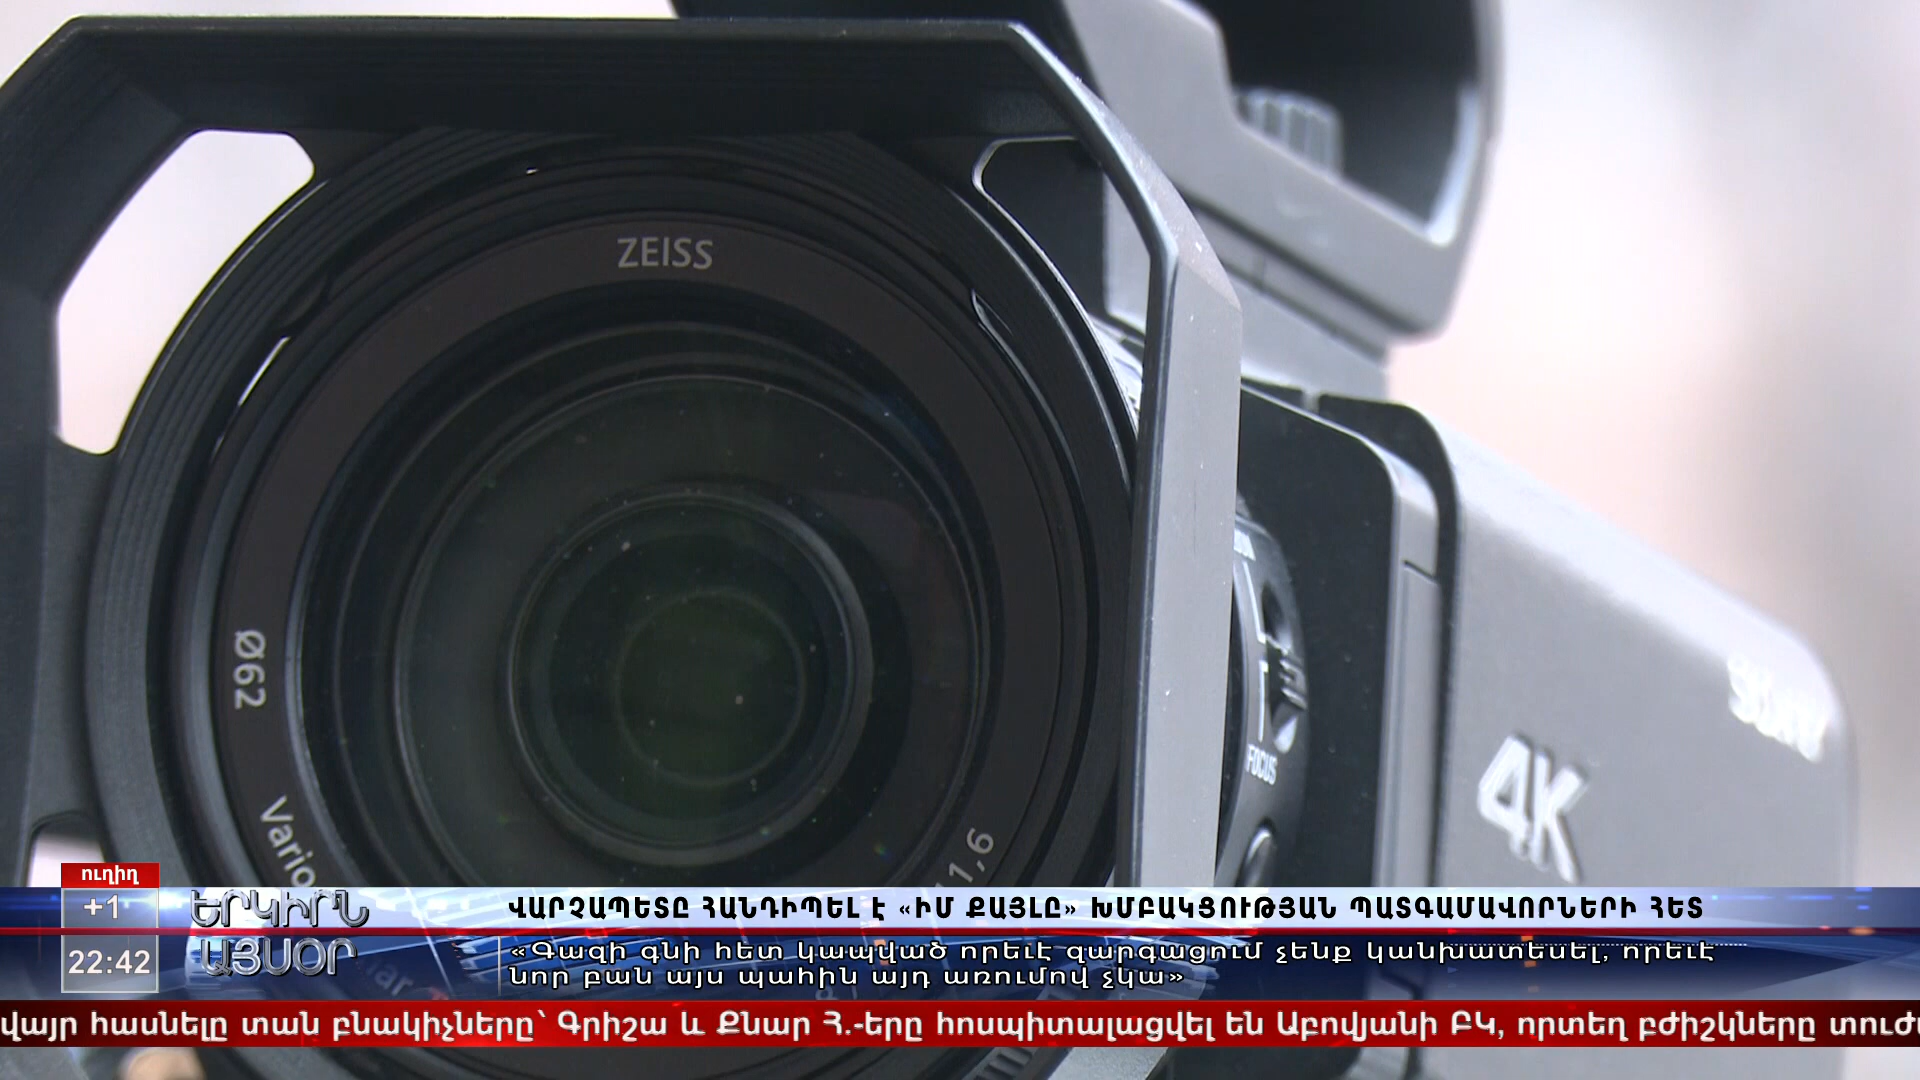 ZEISS
Ø62
Vario
1,6
FOCUS
SONY
4K
ուղիղ
+1
22:42
ԵՐԿԻՐՆ
ԱՅՍՕՐ
ՎԱՐՉԱՊԵՏԸ ՀԱՆԴԻՊԵԼ Է «ԻՄ ՔԱՅԼԸ» ԽՄԲԱԿՑՈՒԹՅԱՆ ՊԱՏԳԱՄԱՎՈՐՆԵՐԻ ՀԵՏ
«Գազի գնի հետ կապված որեւէ զարգացում չենք կանխատեսել, որեւէ
նոր բան այս պահին այդ առումով չկա»
վայր հասնելը տան բնակիչները՝ Գրիշա և Քնար Հ.-երը հոսպիտալացվել են Աբովյանի ԲԿ, որտեղ բժիշկները